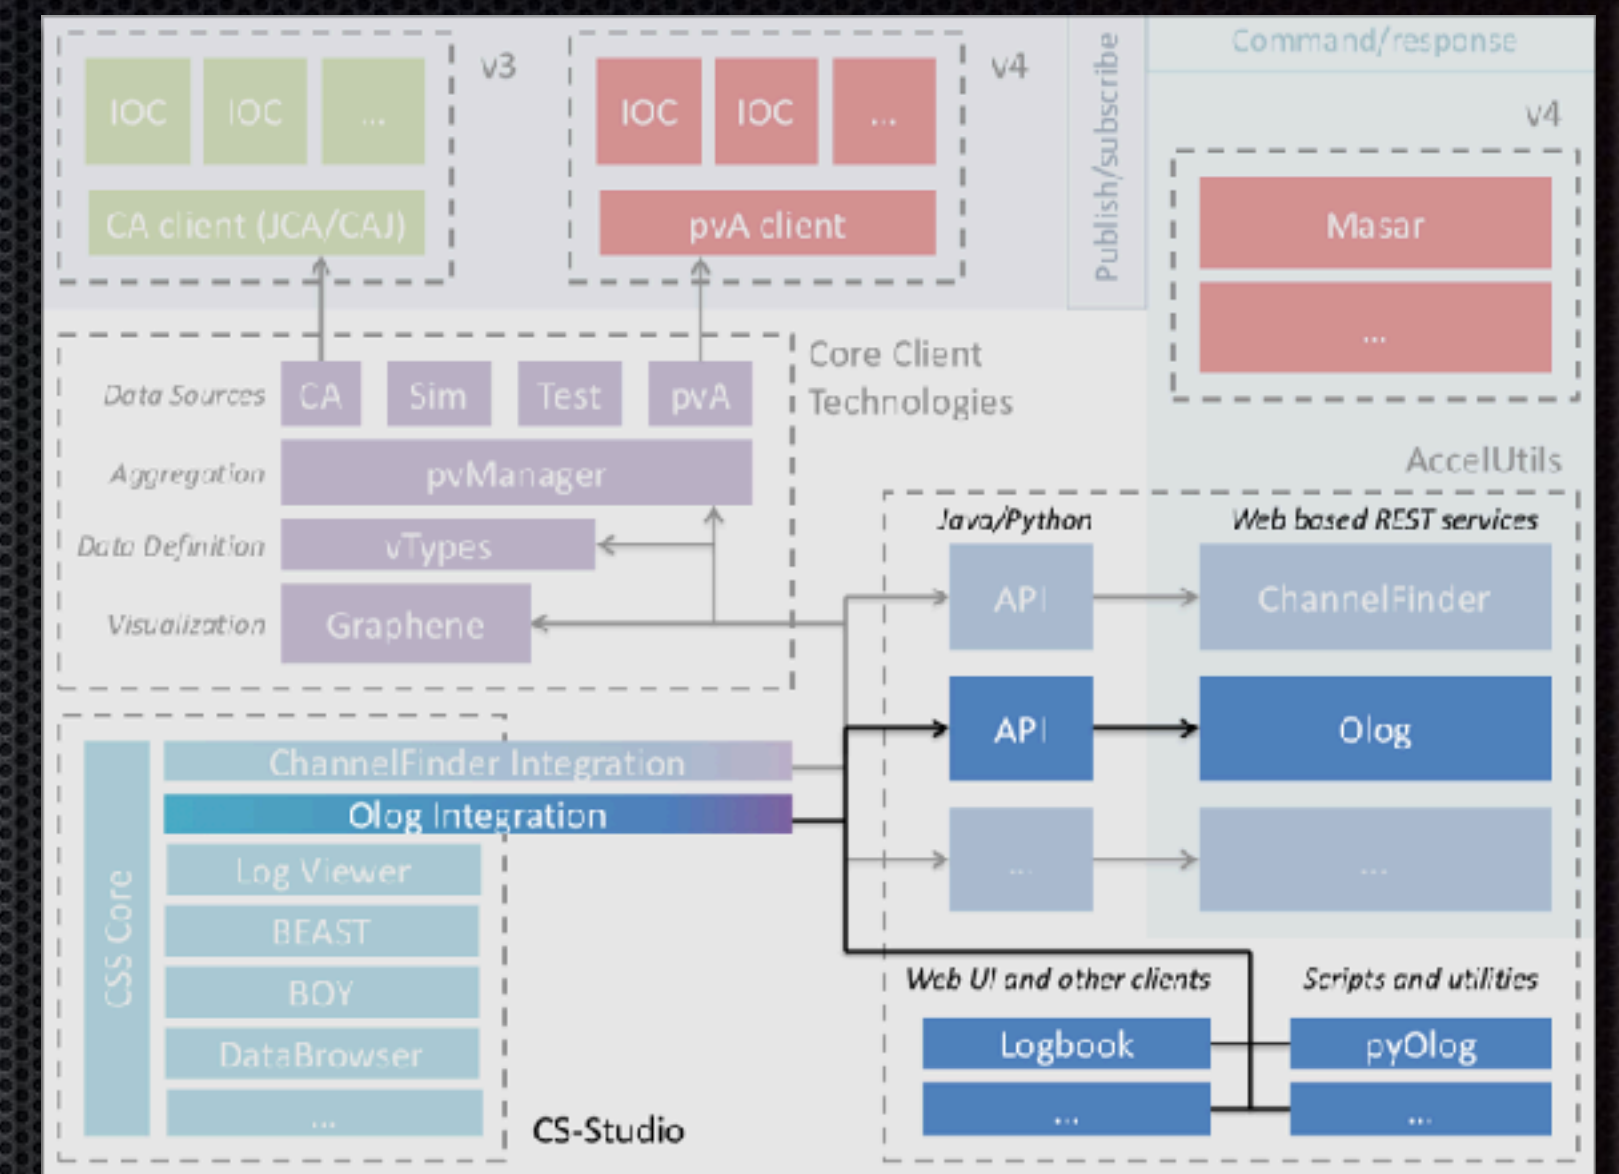 v3
IOC
IOC
...
CA client (JCA/CAJ)
v4
IOC
IOC
...
pvA client
Publish/subscribe
Command/response
v4
Masar
...
Core Client
Technologies
Data Sources
CA
Sim
Test
pvA
Aggregation
pvManager
Data Definition
vTypes
Visualization
Graphene
AccelUtils
Java/Python
Web based REST services
API
ChannelFinder
API
Olog
...
...
Web UI and other clients
Scripts and utilities
Logbook
pyOlog
...
...
CSS Core
ChannelFinder Integration
Olog Integration
Log Viewer
BEAST
BOY
DataBrowser
...
CS-Studio